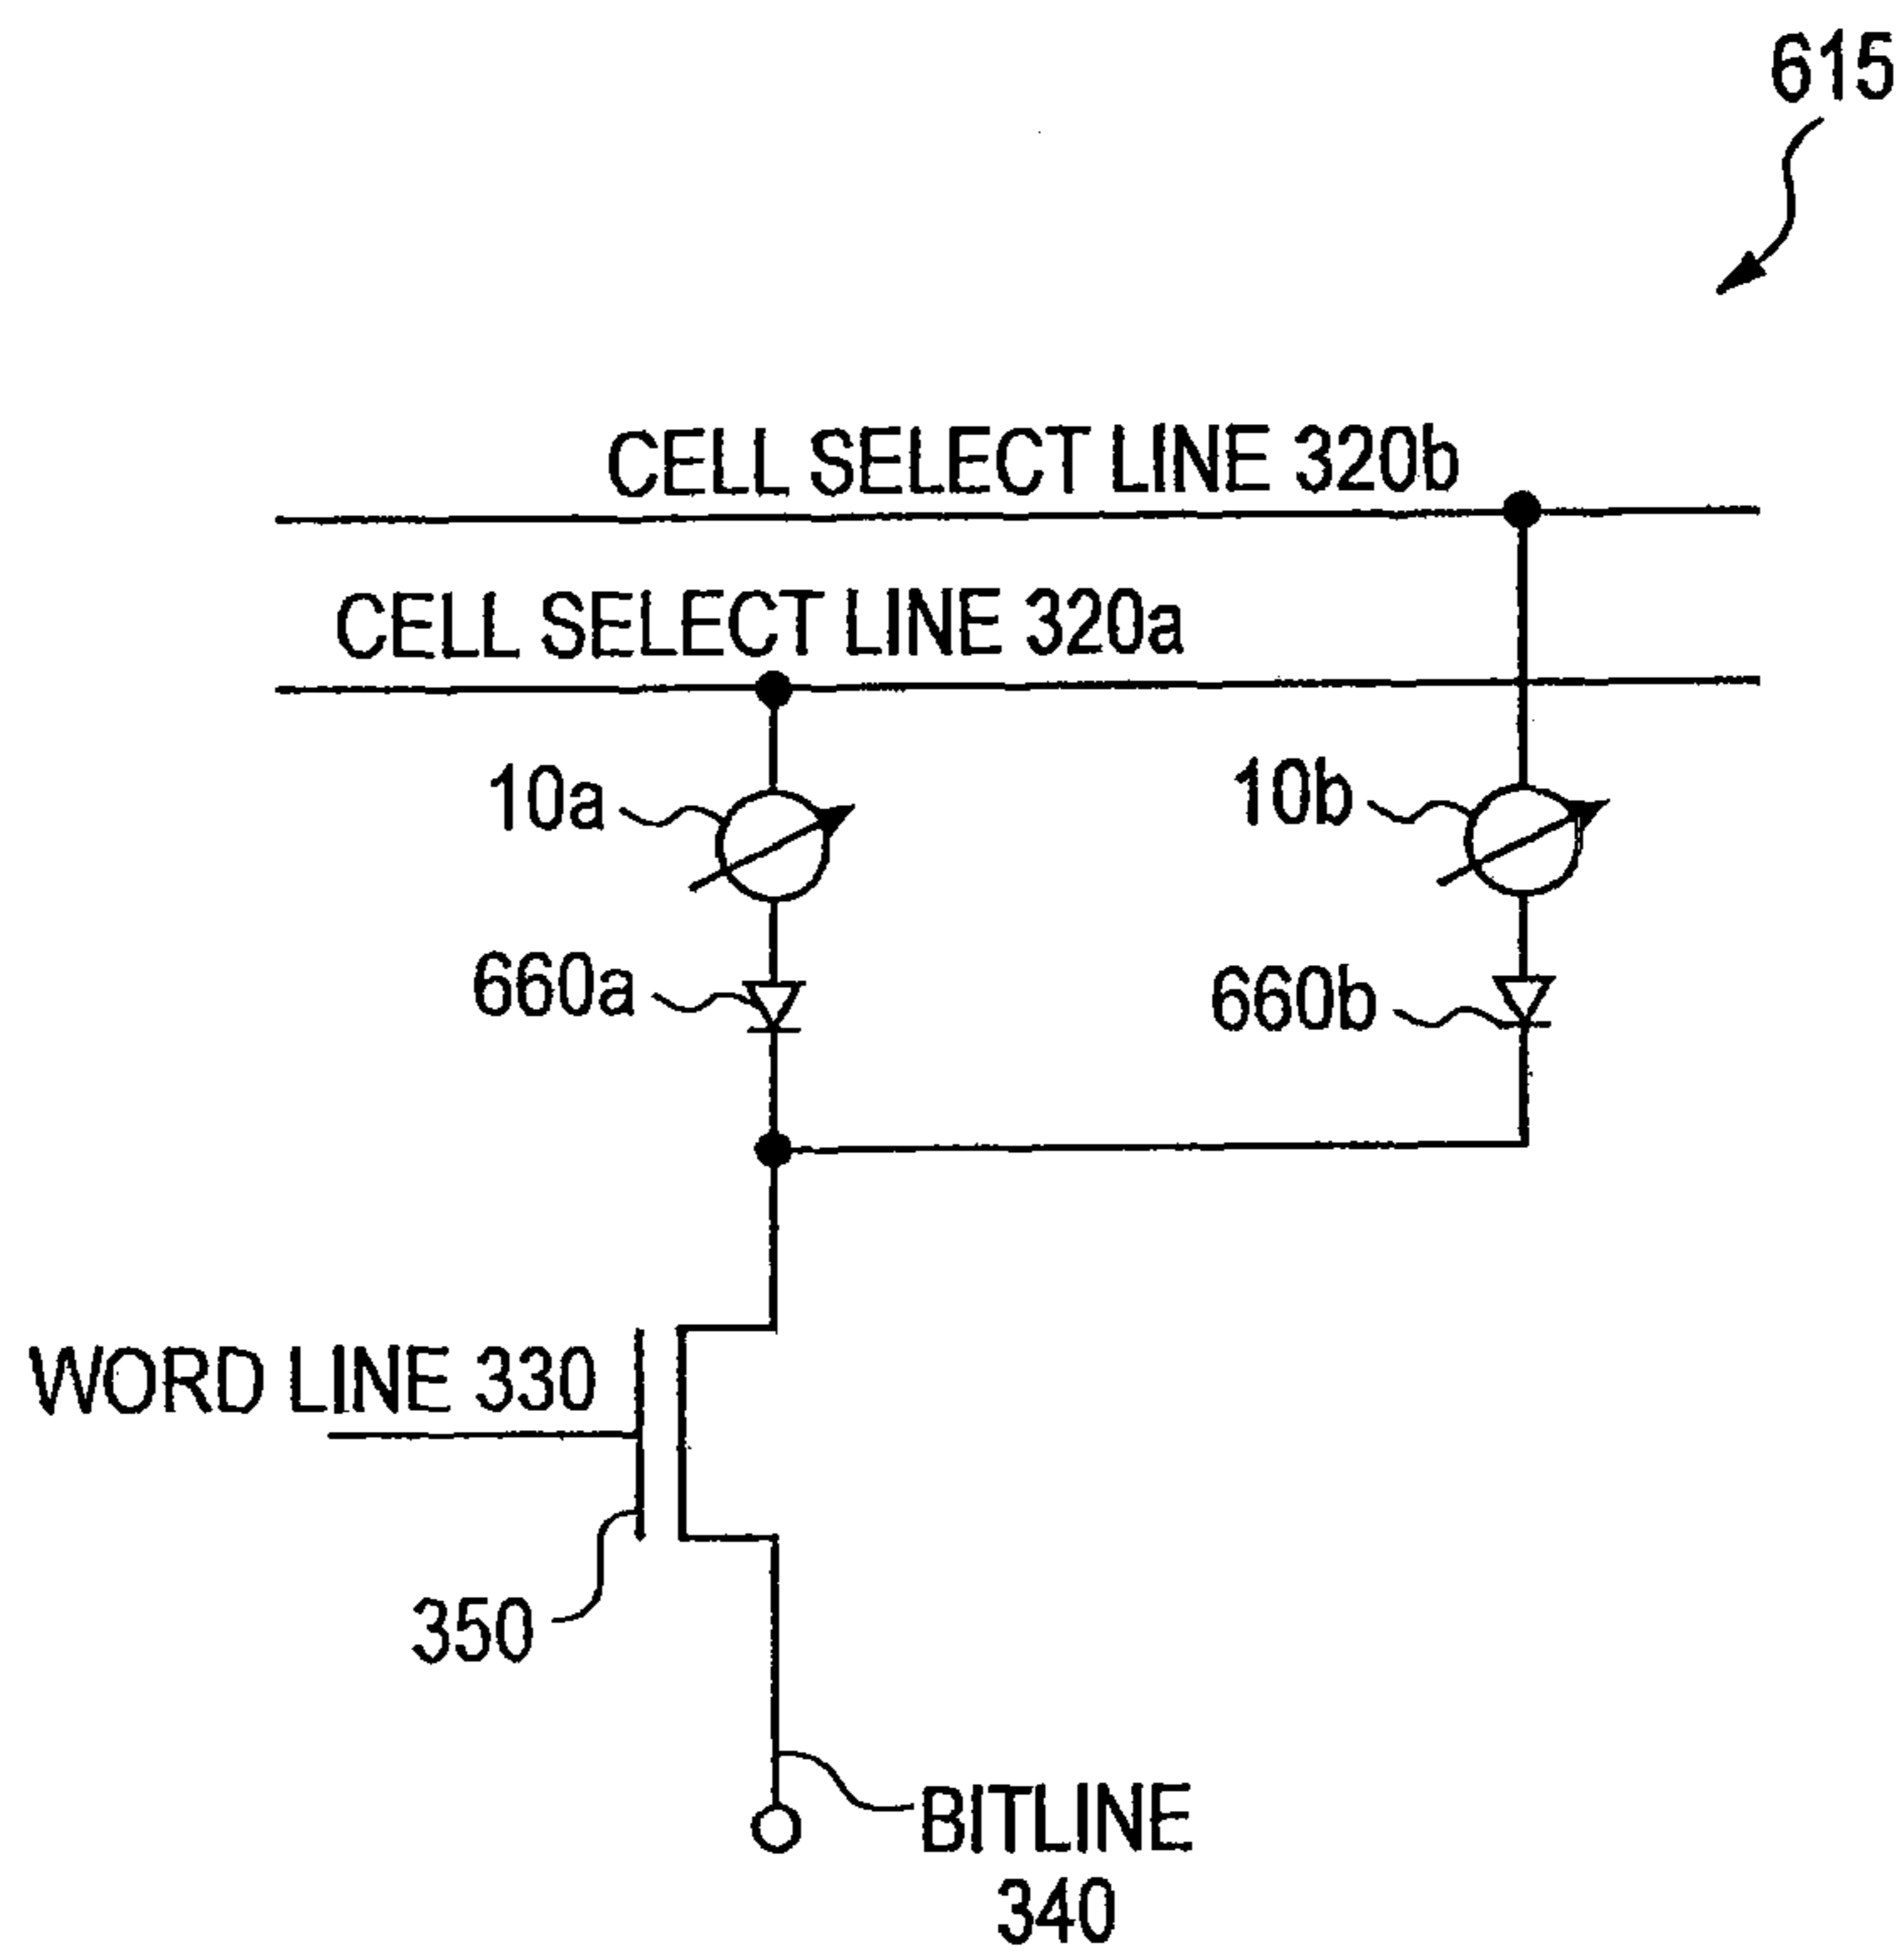 615
CELL SELECT LINE 320b
CELL SELECT LINE 320a
10a
10b
660a
660b
WORD LINE 330
350
BITLINE
340